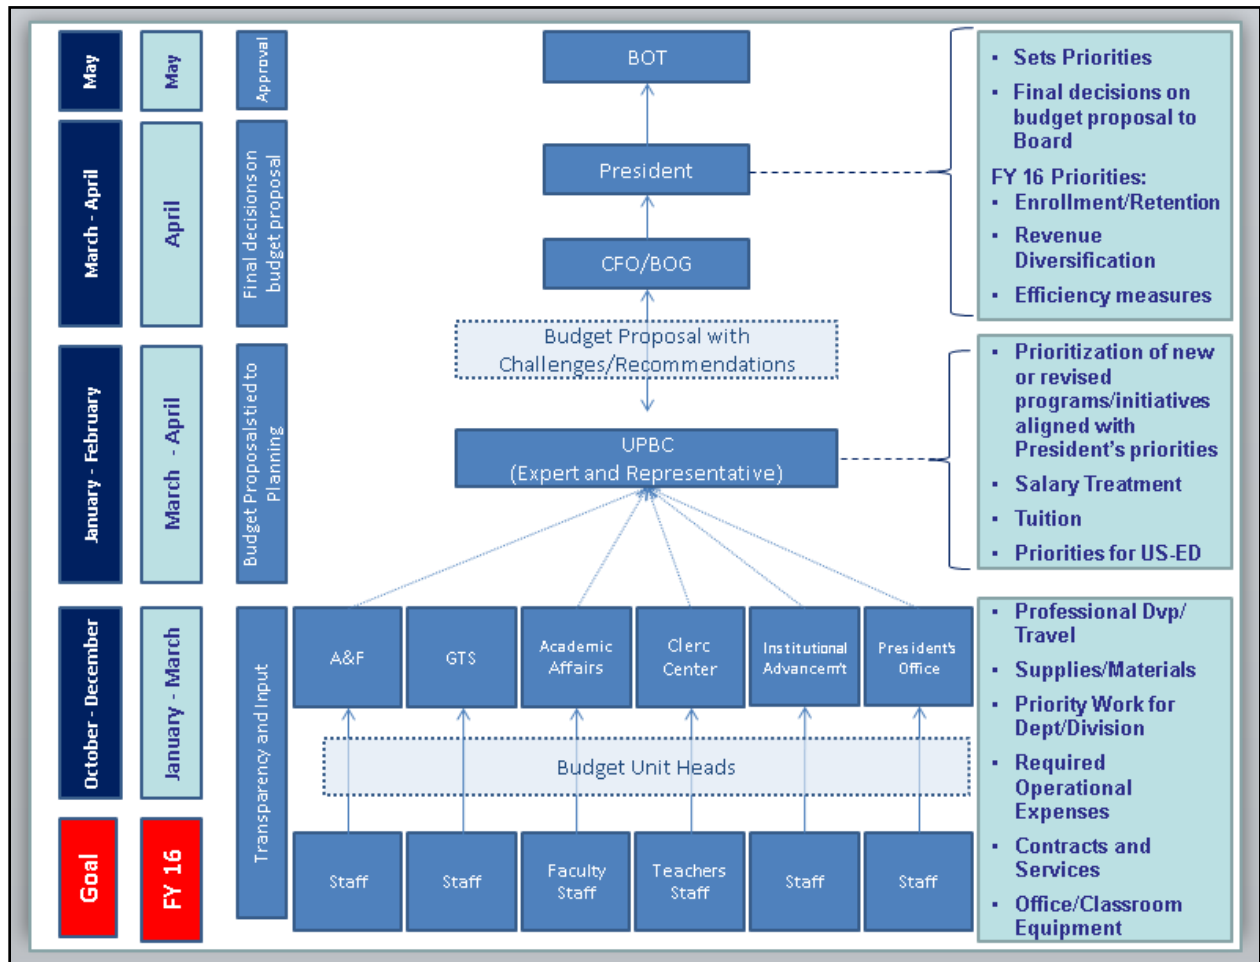 May
May
Approval
BOT
March - April
April
Final decisions on
budget proposal
President
CFO/BOG
Budget Proposal with
Challenges/Recommendations
January - February
March - April
Budget Proposalstied to
Planning
UPBC
(Expert and Representative)
October - December
January - March
Transparency and Input
A&F
GTS
Academic
Affairs
Clerc
Center
Institutional
Advancem't
President's
Office
Budget Unit Heads
Goal
FY 16
Staff
Staff
Faculty
Staff
Teachers
Staff
Staff
Staff
▪ Sets Priorities
▪ Final decisions on
budget proposal to
Board
FY 16 Priorities:
▪ Enrollment/Retention
▪ Revenue
Diversification
▪ Efficiency measures
▪ Prioritization of new
or revised
programs/initiatives
aligned with
President's priorities
▪ Salary Treatment
▪ Tuition
▪ Priorities for US-ED
▪ Professional Dvp/
Travel
▪ Supplies/Materials
▪ Priority Work for
Dept/Division
▪ Required
Operational
Expenses
▪ Contracts and
Services
▪ Office/Classroom
Equipment